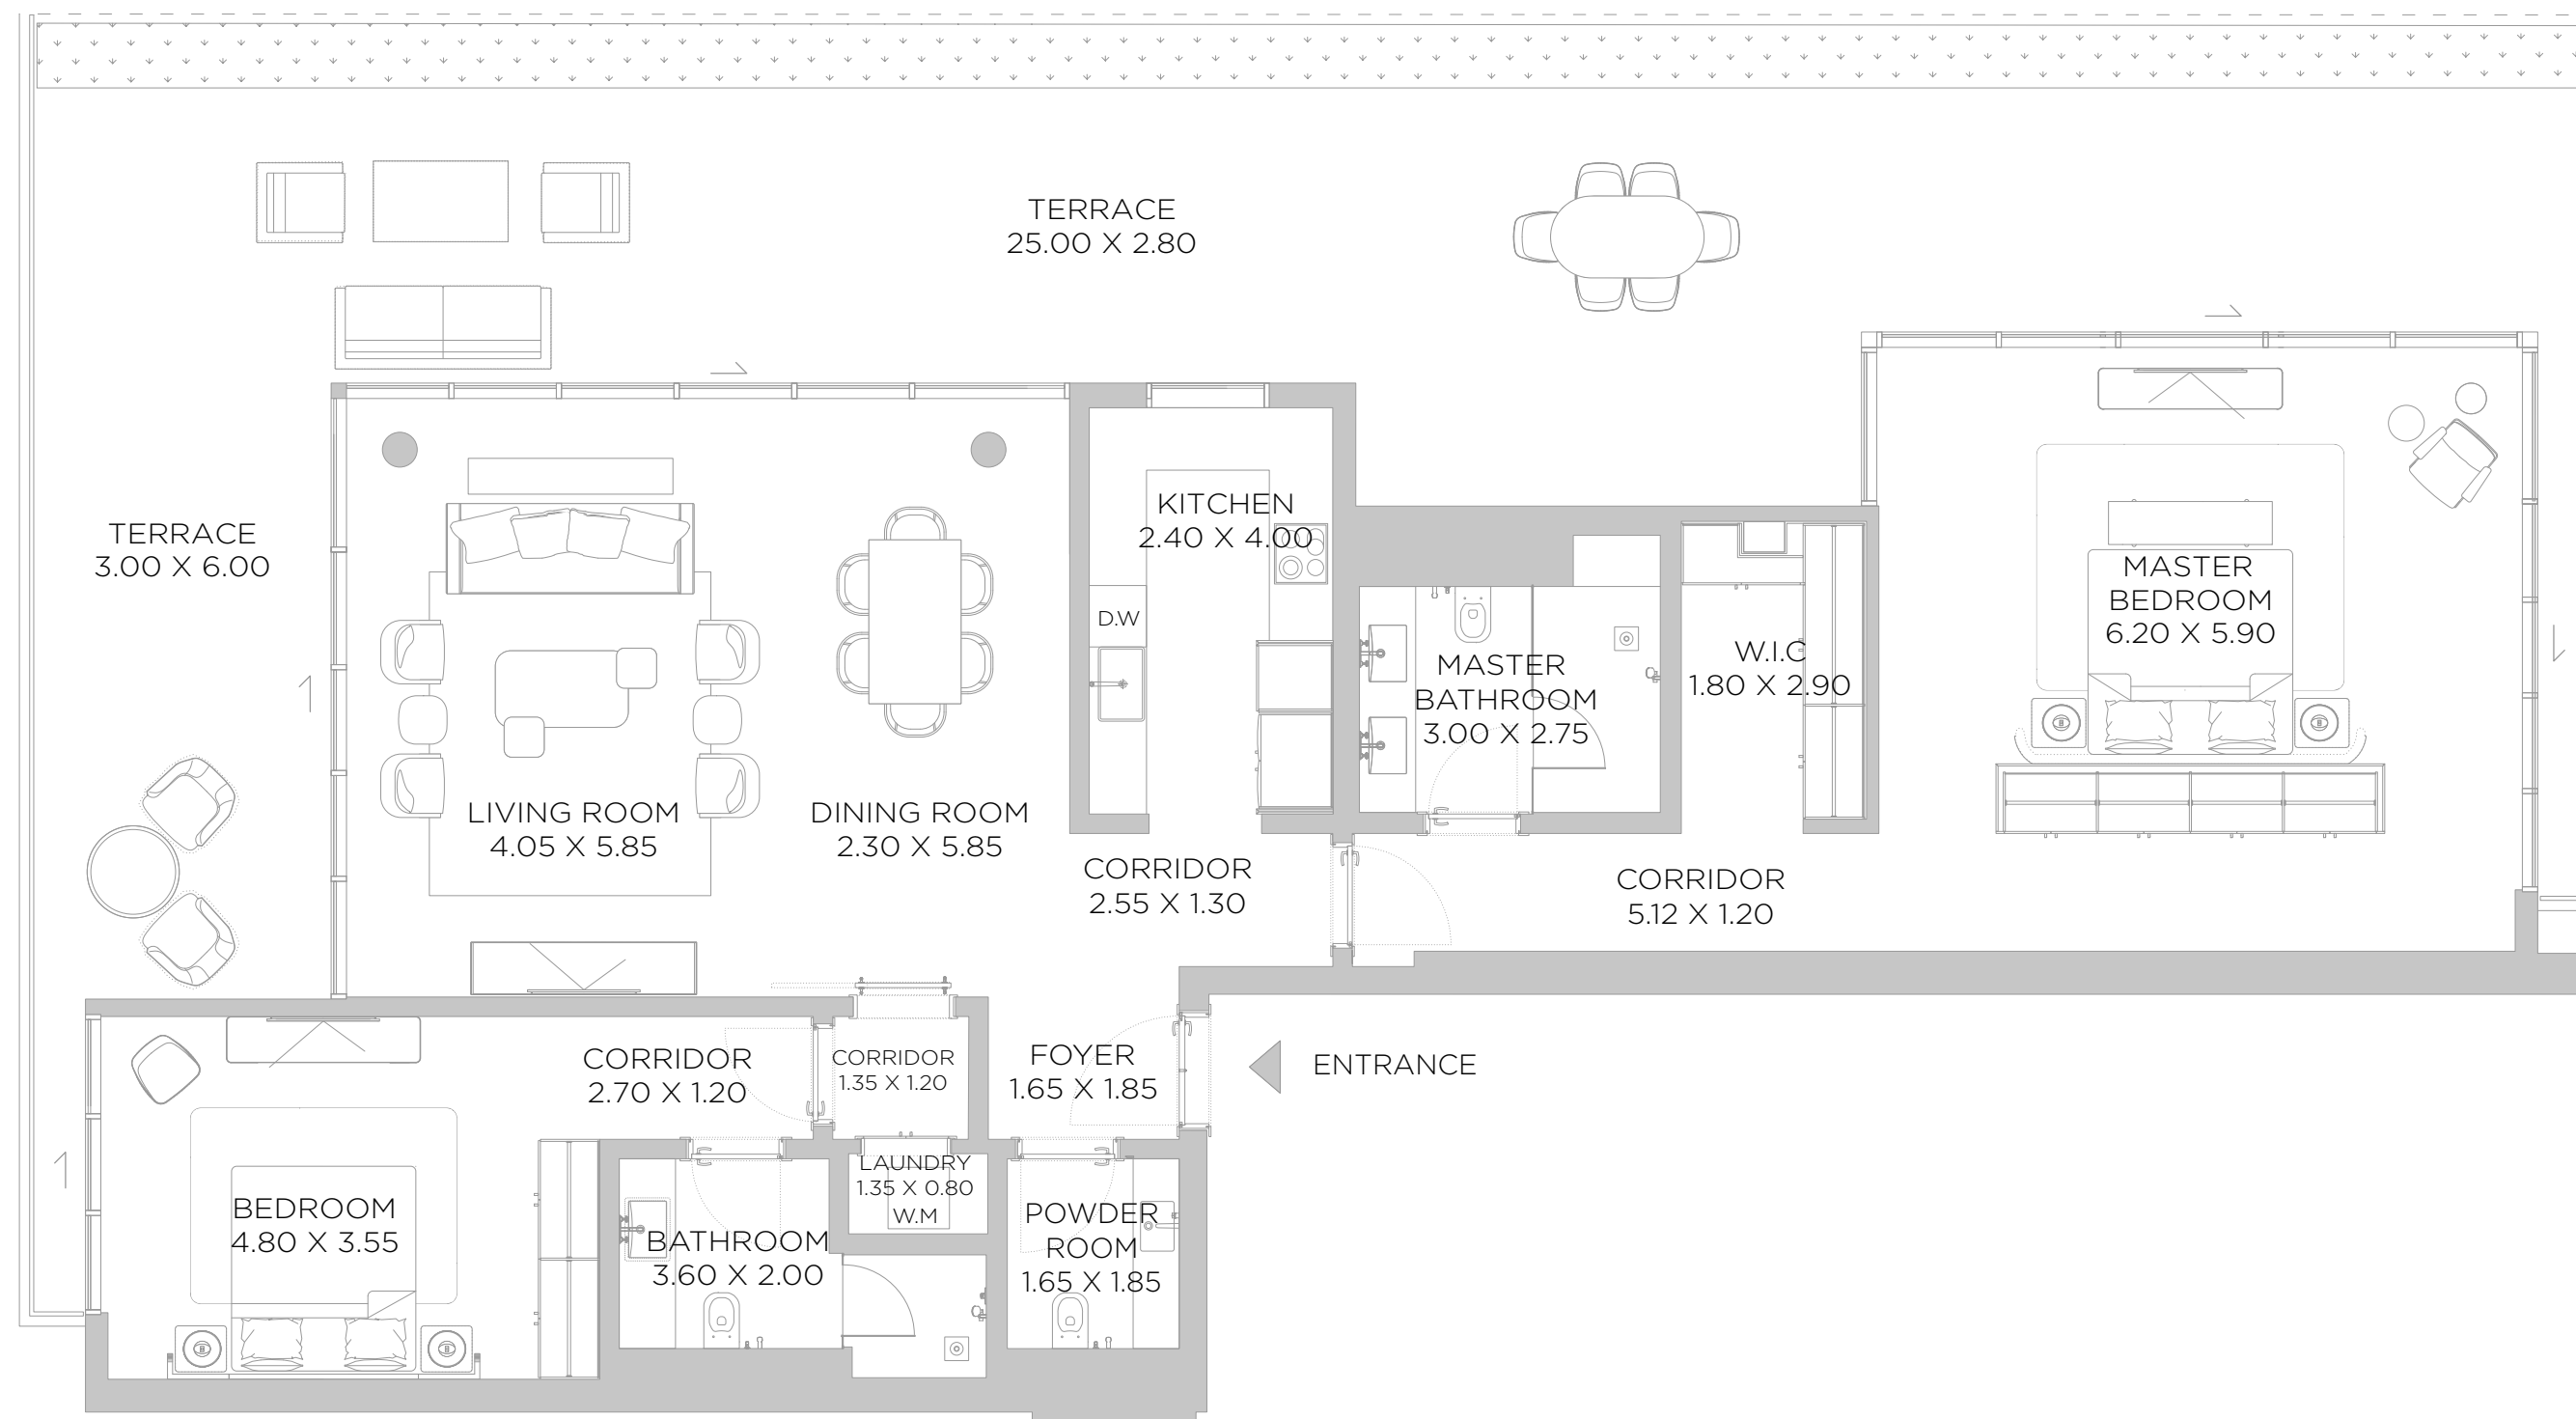 TERRACE
25.00 X 2.80
TERRACE
3.00 X 6.00
KITCHEN
2.40 X 4.00
D.W
MASTER
BATHROOM
3.00 X 2.75
W.I.C
1.80 X 2.90
MASTER
BEDROOM
6.20 X 5.90
LIVING ROOM
4.05 X 5.85
DINING ROOM
2.30 X 5.85
CORRIDOR
2.55 X 1.30
CORRIDOR
5.12 X 1.20
CORRIDOR
2.70 X 1.20
CORRIDOR
1.35 X 1.20
FOYER
1.65 X 1.85
ENTRANCE
BEDROOM
4.80 X 3.55
BATHROOM
3.60 X 2.00
LAUNDRY
1.35 X 0.80
W.M
POWDER
ROOM
1.65 X 1.85